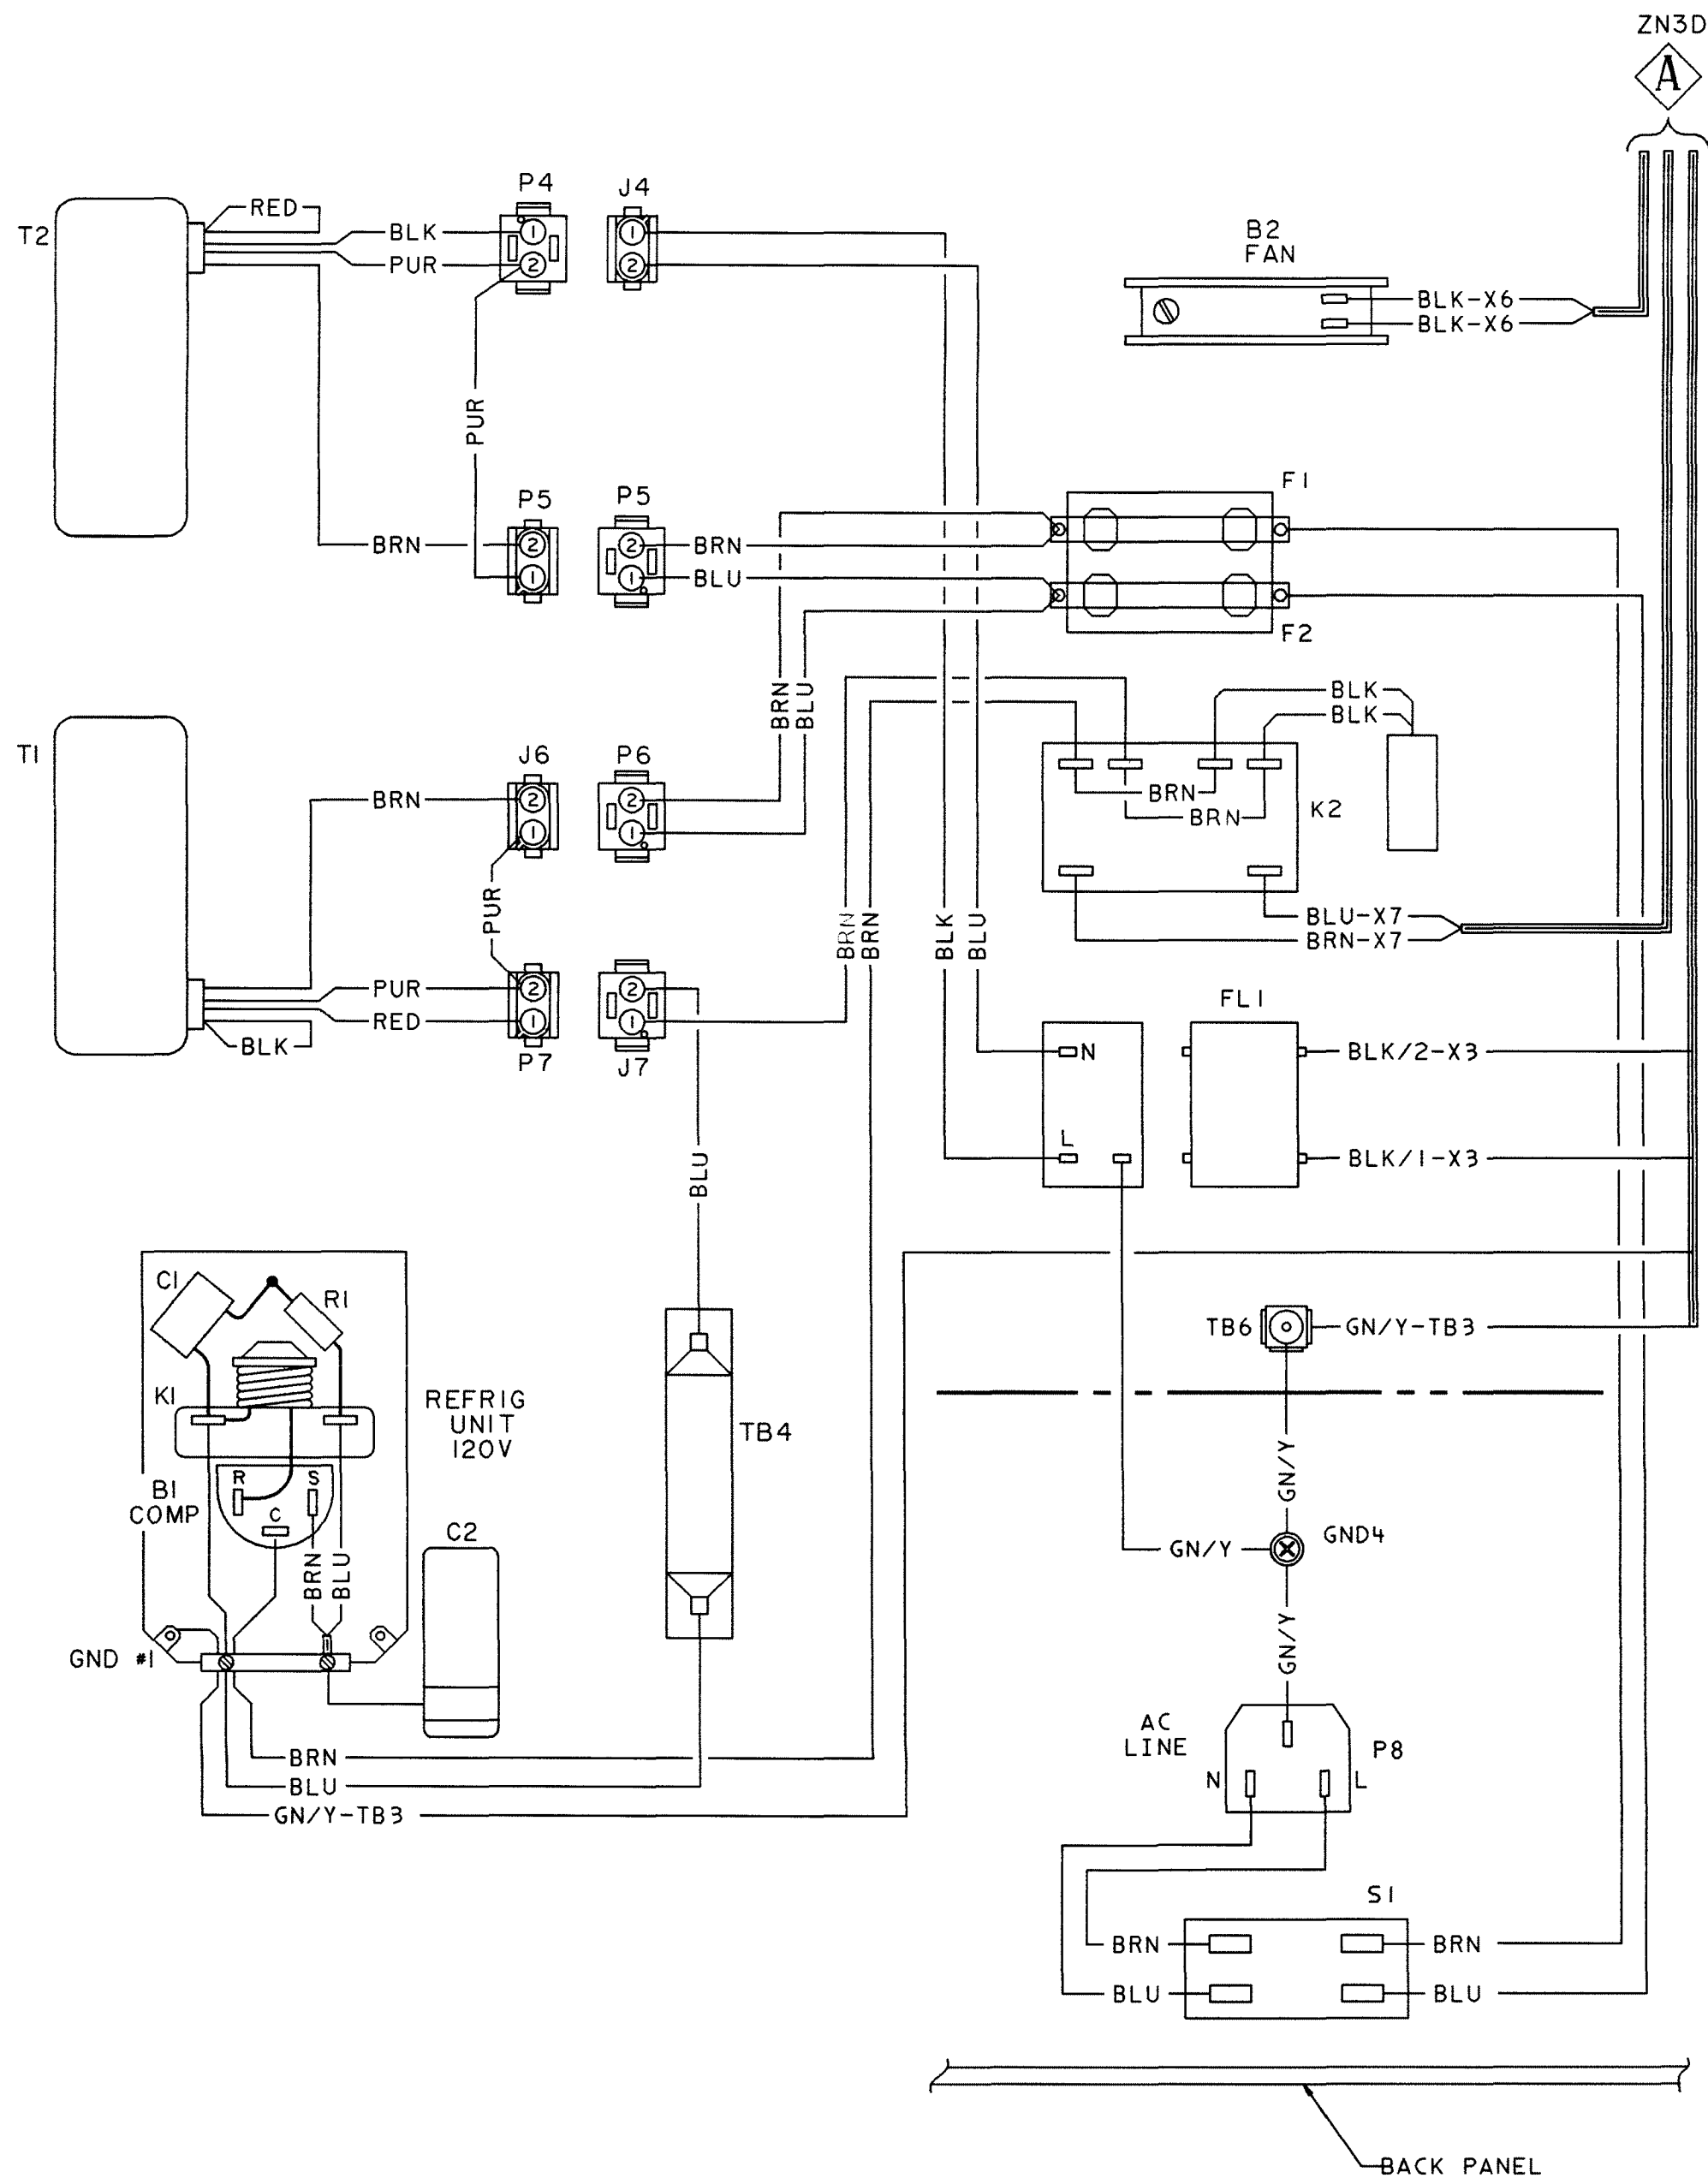 ZN3D
A
P4
J4
RED
T2
BLK
1
1
B2
FAN
PUR
2
2
BLK-X6
BLK-X6
PUR
F1
P5
P5
BRN
2
2
BRN
1
1
BLU
F2
BRN
BLU
BLK
BLK
T1
J6
P6
BRN
2
2
BRN
K2
1
1
BRN
PUR
BRN
BRN
BLK
BLU
BLU-X7
BRN-X7
PUR
2
2
FL1
RED
1
1
BLK
P7
J7
N
BLK/2-X3
L
BLK/1-X3
BLU
C1
R1
TB6
GN/Y-TB3
K1
REFRIG
UNIT
120V
TB4
R
S
B1
COMP
C
GN/Y
C2
BRN
BLU
GN/Y
GND4
GND #1
GN/Y
AC
LINE
P8
BRN
N
L
BLU
GN/Y-TB3
S1
BRN
BRN
BLU
BLU
BACK PANEL